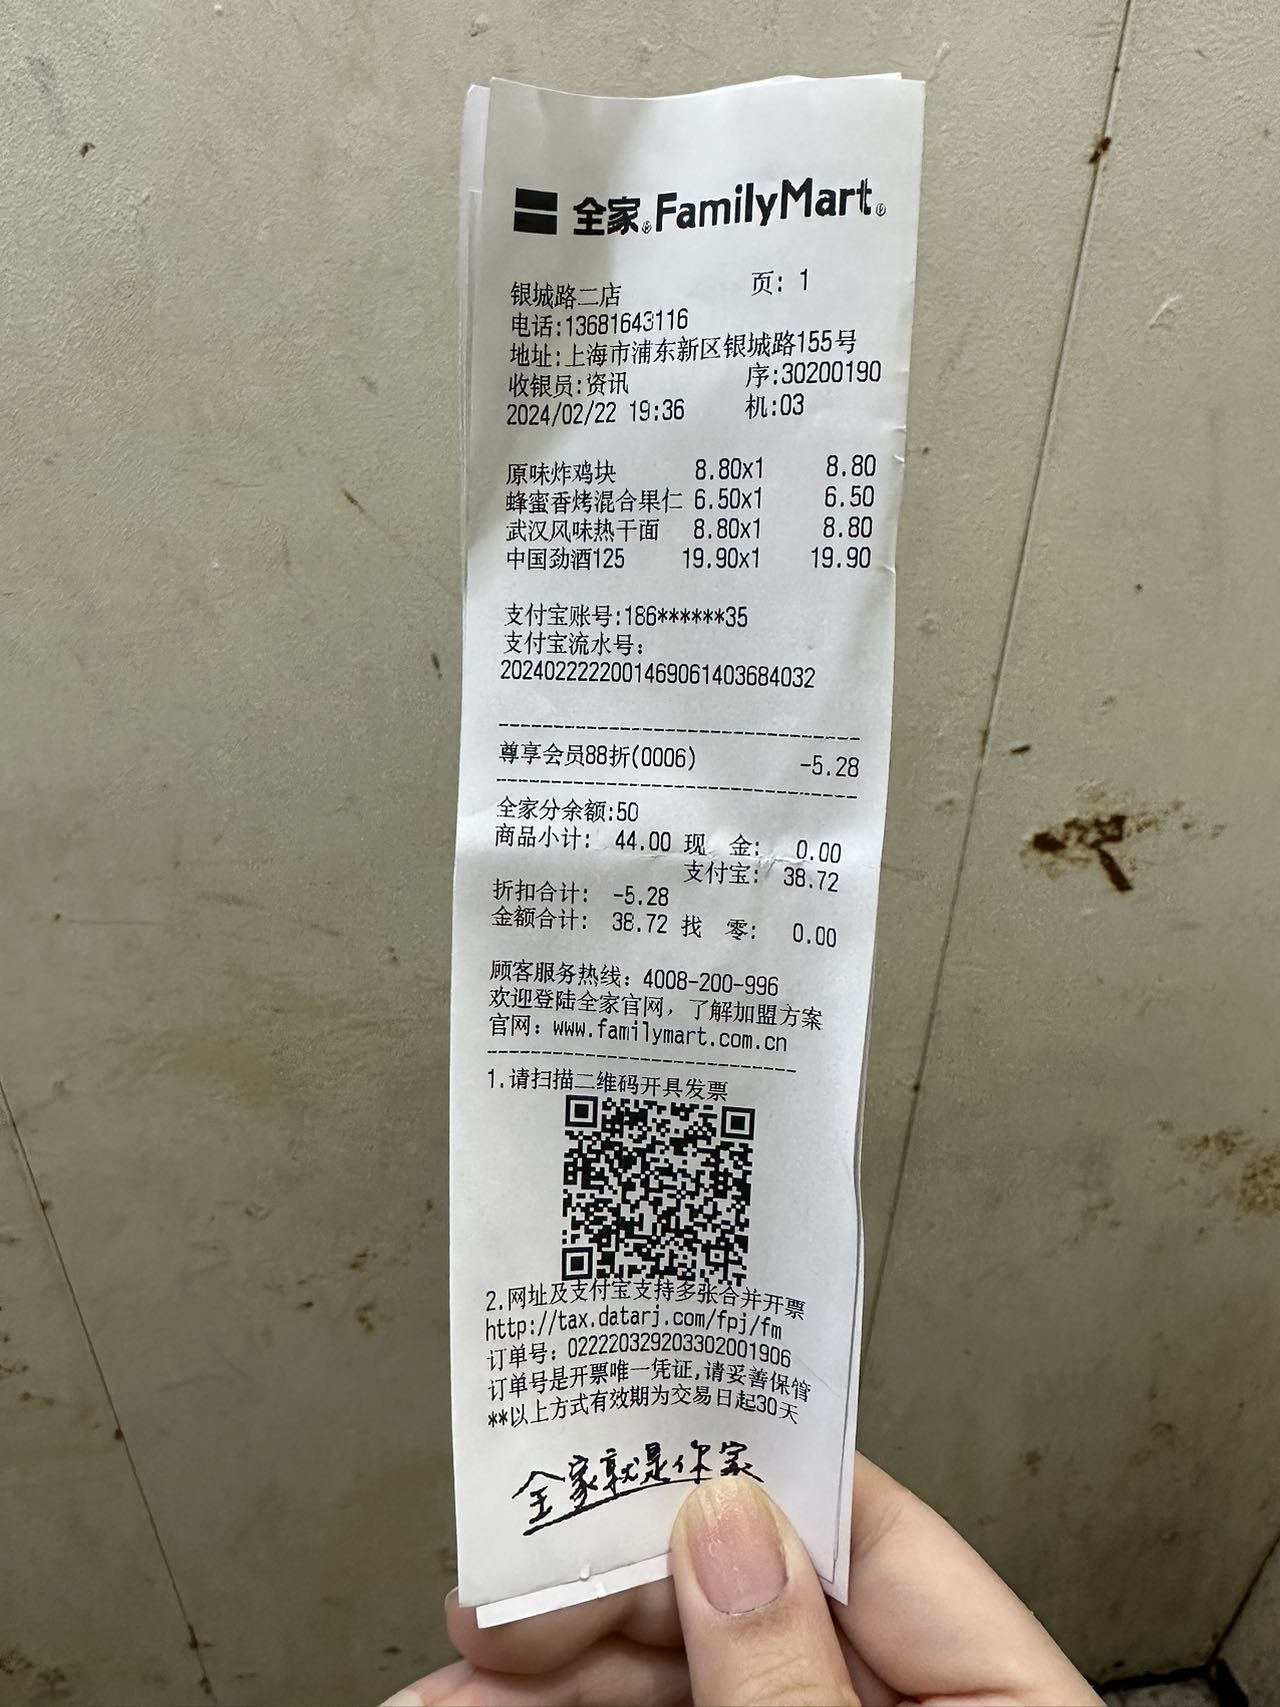 全家® FamilyMart®
银城路二店 页: 1
电话:13681643116
地址:上海市浦东新区银城路155号
收银员:资讯 序:30200190
2024/02/22 19:36 机:03
原味炸鸡块 8.80x1 8.80
蜂蜜香烤混合果仁 6.50x1 6.50
武汉风味热干面 8.80x1 8.80
中国劲酒125 19.90x1 19.90
支付宝账号:186******35
支付宝流水号:
2024022222001469061403684032
尊享会员88折(0006) -5.28
全家分余额:50
商品小计: 44.00 现 金: 0.00
支付宝: 38.72
折扣合计: -5.28
金额合计: 38.72 找 零: 0.00
顾客服务热线: 4008-200-996
欢迎登陆全家官网, 了解加盟方案
官网: www.familymart.com.cn
1.请扫描二维码开具发票
2.网址及支付宝支持多张合并开票
http://tax.datarj.com/fpj/fm
订单号: 022220329203302001906
订单号是开票唯一凭证,请妥善保管
**以上方式有效期为交易日起30天
全家就是你家